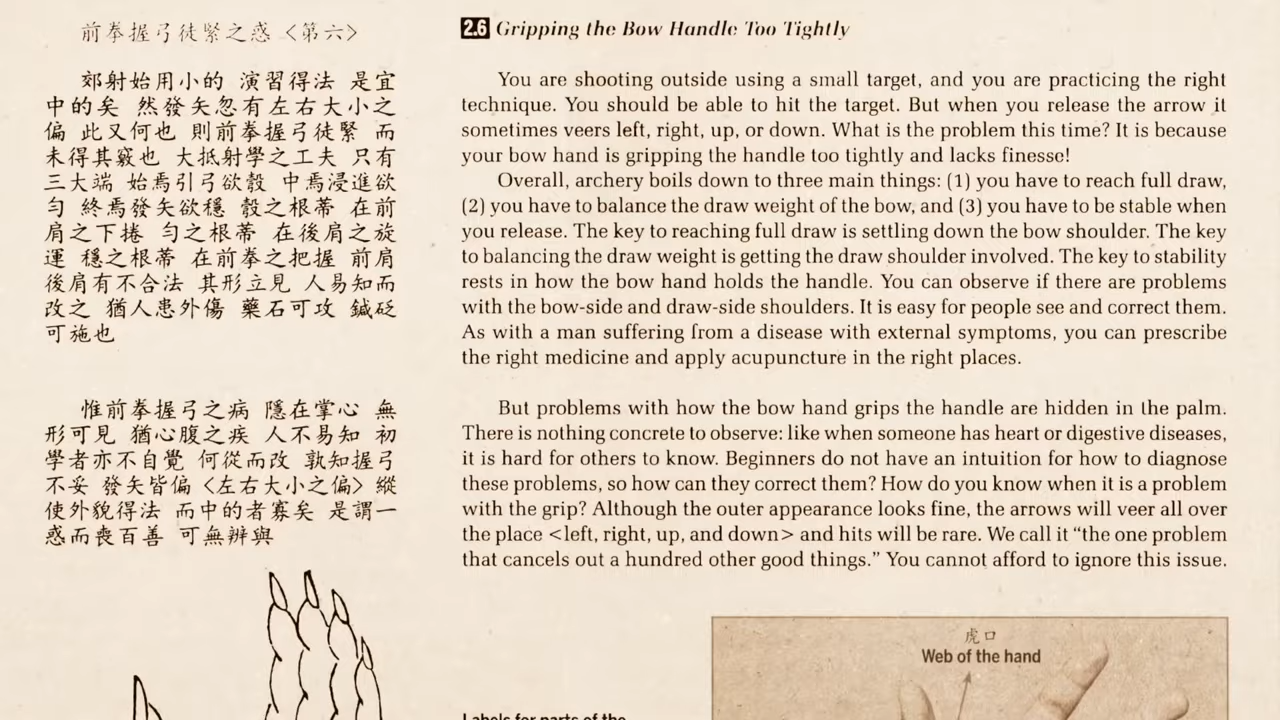 前拳握弓徒緊之惑〈第六〉
郊射始用小的 演習得法 是宜
中的矣 然發矢忽有左右大小之
偏 此又何也 則前拳握弓徒緊 而
未得其竅也 大抵射學之工夫 只有
三大端 始焉引弓欲彀 中焉浸進欲
勻 終焉發矢欲穩 彀之根蒂 在前
肩之下捲 勻之根蒂 在後肩之旋
運 穩之根蒂 在前拳之把握 前肩
後肩有不合法 其形立見 人易知而
改之 猶人患外傷 藥石可攻 鍼砭
可施也
惟前拳握弓之病 隱在掌心 無
形可見 猶心腹之疾 人不易知 初
學者亦不自覺 何從而改 孰知握弓
不妥 發矢皆偏〈左右大小之偏〉縱
使外貌得法 而中的者寡矣 是謂一
惑而喪百善 可無辨與
2.6 Gripping the Bow Handle Too Tightly
You are shooting outside using a small target, and you are practicing the right
technique. You should be able to hit the target. But when you release the arrow it
sometimes veers left, right, up, or down. What is the problem this time? It is because
your bow hand is gripping the handle too tightly and lacks finesse!
Overall, archery boils down to three main things: (1) you have to reach full draw,
(2) you have to balance the draw weight of the bow, and (3) you have to be stable when
you release. The key to reaching full draw is settling down the bow shoulder. The key
to balancing the draw weight is getting the draw shoulder involved. The key to stability
rests in how the bow hand holds the handle. You can observe if there are problems
with the bow-side and draw-side shoulders. It is easy for people see and correct them.
As with a man suffering from a disease with external symptoms, you can prescribe
the right medicine and apply acupuncture in the right places.
But problems with how the bow hand grips the handle are hidden in the palm.
There is nothing concrete to observe: like when someone has heart or digestive diseases,
it is hard for others to know. Beginners do not have an intuition for how to diagnose
these problems, so how can they correct them? How do you know when it is a problem
with the grip? Although the outer appearance looks fine, the arrows will veer all over
the place <left, right, up, and down> and hits will be rare. We call it “the one problem
that cancels out a hundred other good things.” You cannot afford to ignore this issue.
虎口
Web of the hand
Labels for parts of the